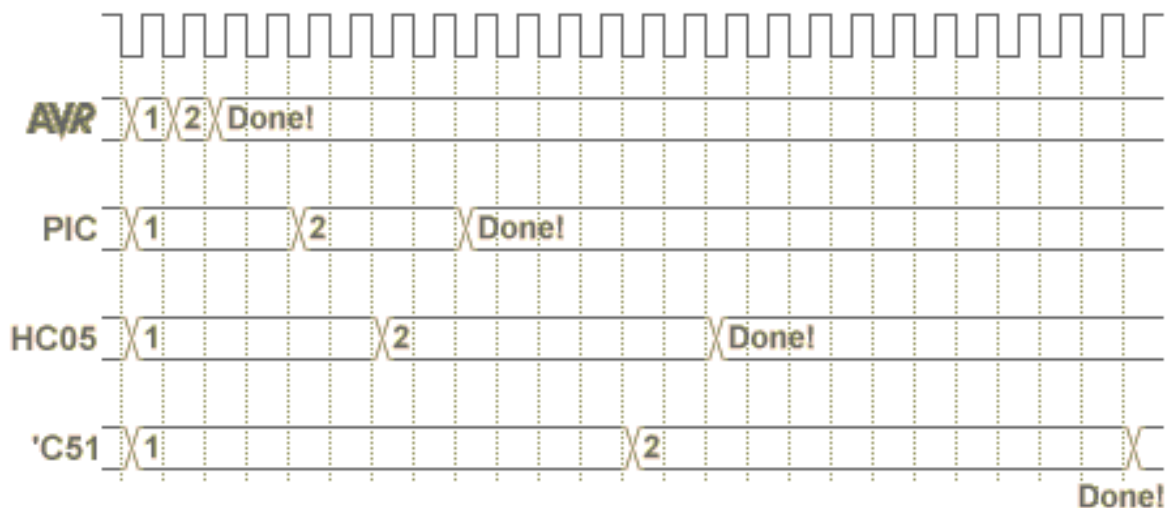 AVR 1 2 Done!
PIC 1 2 Done!
HC05 1 2 Done!
'C51 1 2
Done!